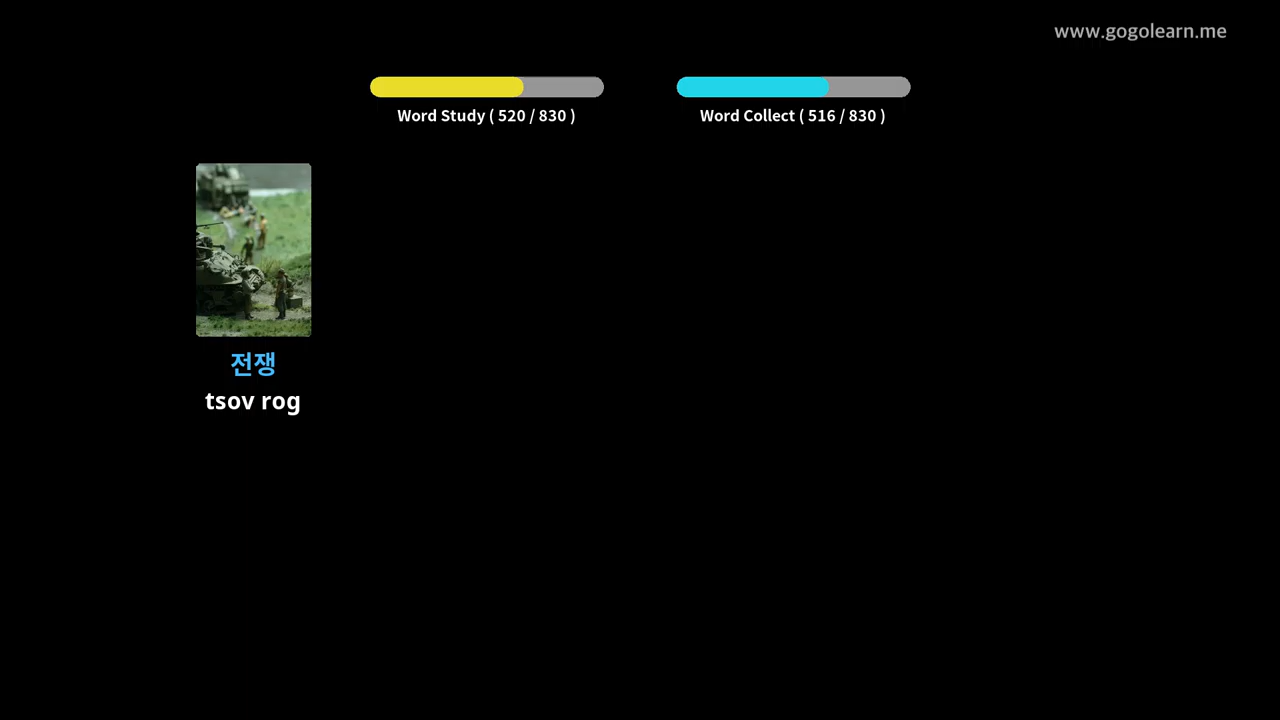 www.gogolearn.me
Word Study ( 520 / 830 )
Word Collect ( 516 / 830 )
전쟁
tsov rog